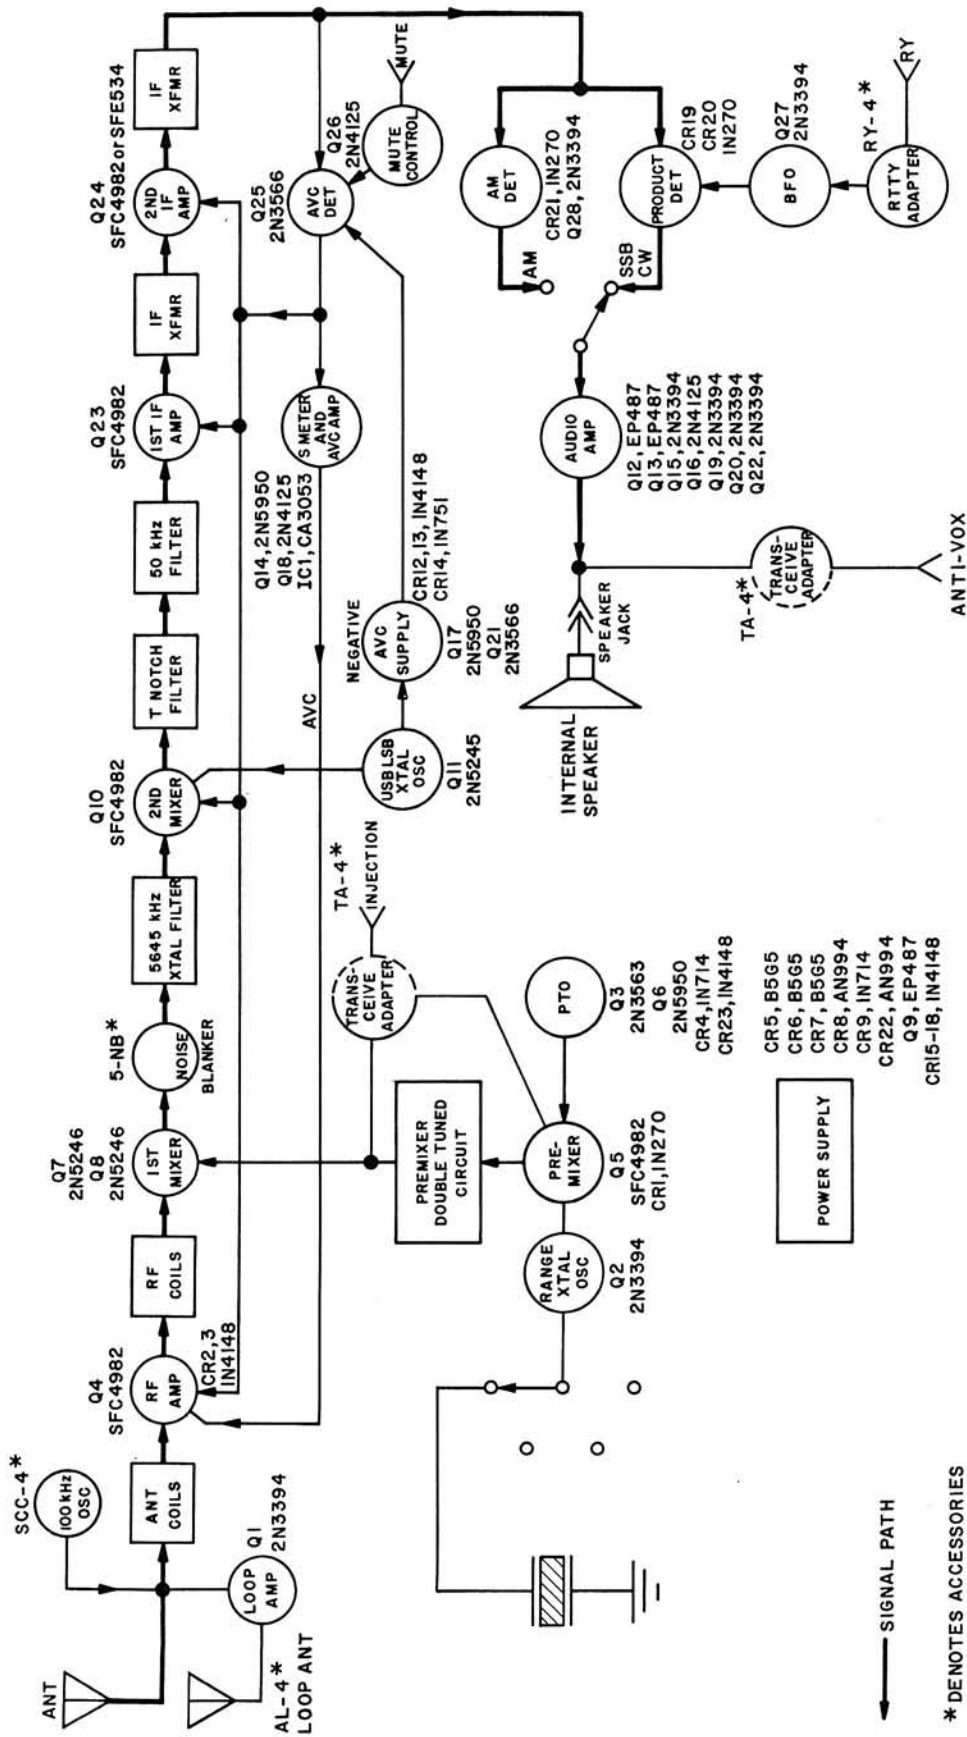 ANT
AL-4*
LOOP ANT
SCC-4*
100 kHz
OSC
LOOP
AMP
Q1
2N3394
ANT
COILS
Q4
SFC4982
RF
AMP
CR2,3
IN4148
RF
COILS
Q7
2N5246
Q8
2N5246
IST
MIXER
5-NB*
NOISE
BLANKER
5645 kHz
XTAL FILTER
Q10
SFC4982
2ND
MIXER
T NOTCH
FILTER
50 kHz
FILTER
Q23
SFC4982
IST IF
AMP
IF
XFMR
Q24
SFC4982 or SFE534
2ND
IF
AMP
IF
XFMR
AVC
Q14, 2N5950
Q18, 2N4125
IC1, CA3053
S METER
AND
AVC AMP
Q25
2N3566
AVC
DET
Q26
2N4125
MUTE
CONTROL
MUTE
TA-4*
INJECTION
TRANS-
CEIVE
ADAPTER
USB LSB
XTAL
OSC
Q11
2N5245
NEGATIVE
AVC
SUPPLY
Q17
2N5950
Q21
2N3566
CR12, 13, IN4148
CR14, IN751
PREMIXER
DOUBLE TUNED
CIRCUIT
RANGE
XTAL
OSC
Q2
2N3394
PRE-
MIXER
Q5
SFC4982
CR1, IN270
PTO
Q3
2N3563
Q6
2N5950
CR4, IN714
CR23, IN4148
AM
DET
CR21, IN270
Q28, 2N3394
AM
SSB
CW
PRODUCT
DET
CR19
CR20
IN270
BFO
Q27
2N3394
RTTY
ADAPTER
RY-4*
RY
AUDIO
AMP
Q12, EP487
Q13, EP487
Q15, 2N3394
Q16, 2N4125
Q19, 2N3394
Q20, 2N3394
Q22, 2N3394
INTERNAL
SPEAKER
SPEAKER
JACK
TA-4*
TRANS-
CEIVE
ADAPTER
ANTI-VOX
POWER SUPPLY
CR5, B5G5
CR6, B5G5
CR7, B5G5
CR8, AN994
CR9, IN714
CR22, AN994
Q9, EP487
CR15-18, IN4148
SIGNAL PATH
*DENOTES ACCESSORIES